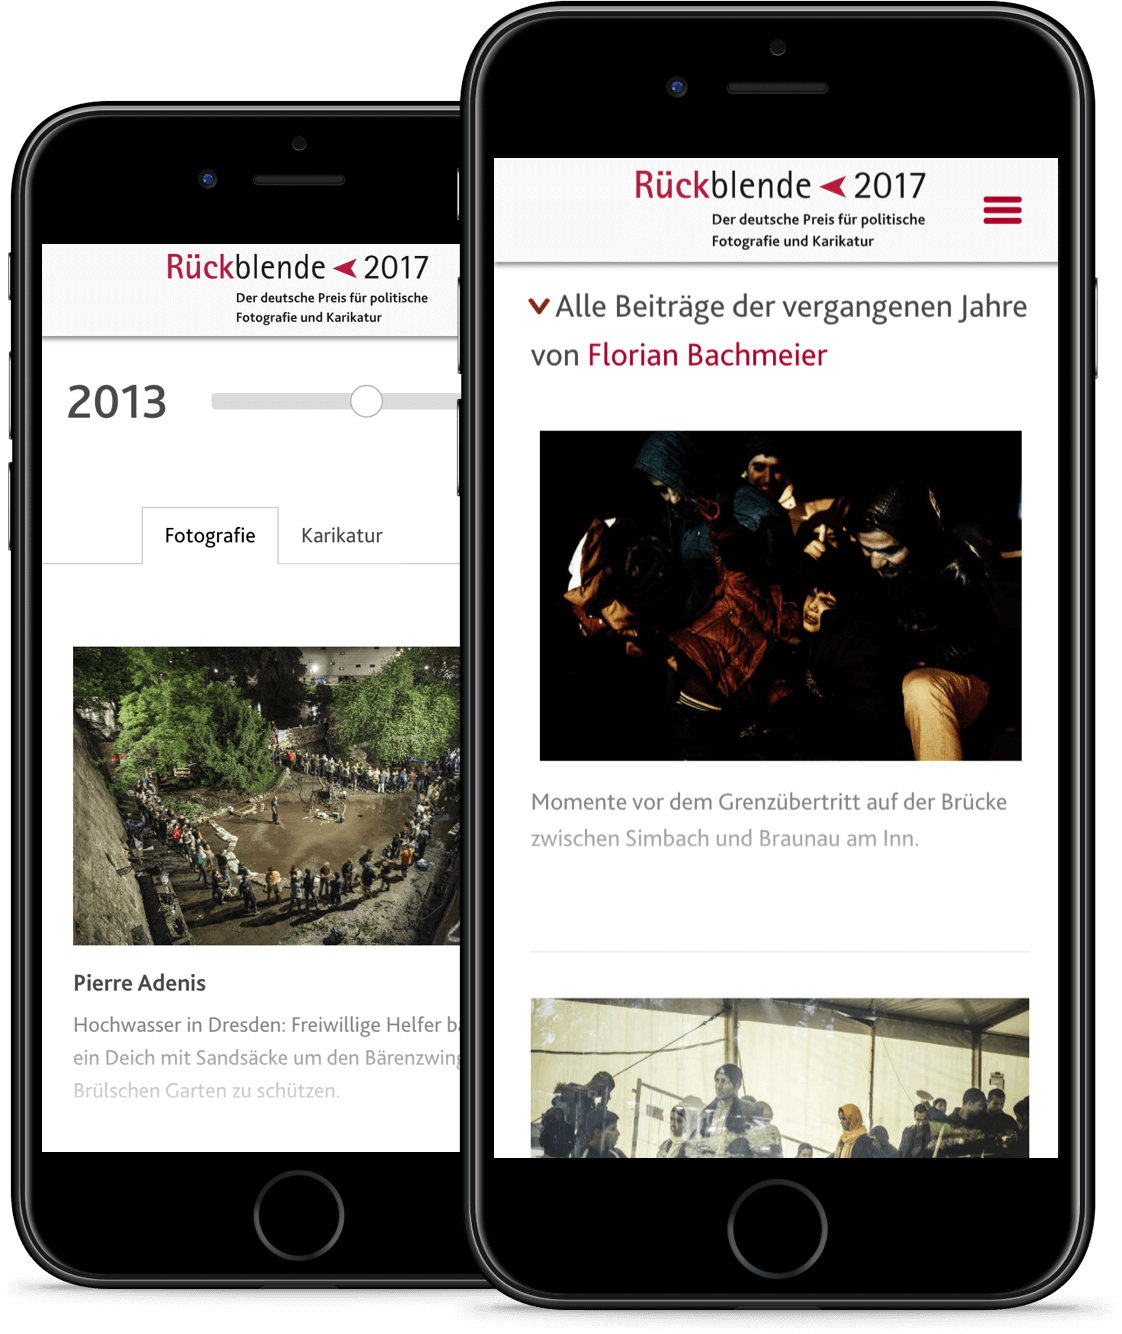 Rückblende 2017
Der deutsche Preis für politische
Fotografie und Karikatur
2013
Fotografie
Karikatur
Pierre Adenis
Hochwasser in Dresden: Freiwillige Helfer
ein Deich mit Sandsäcke um den
Brülschen Garten zu schützen.
Rückblende 2017
Der deutsche Preis für politische
Fotografie und Karikatur
Alle Beiträge der vergangenen Jahre
von Florian Bachmeier
Momente vor dem Grenzübertritt auf der Brücke
zwischen Simbach und Braunau am Inn.